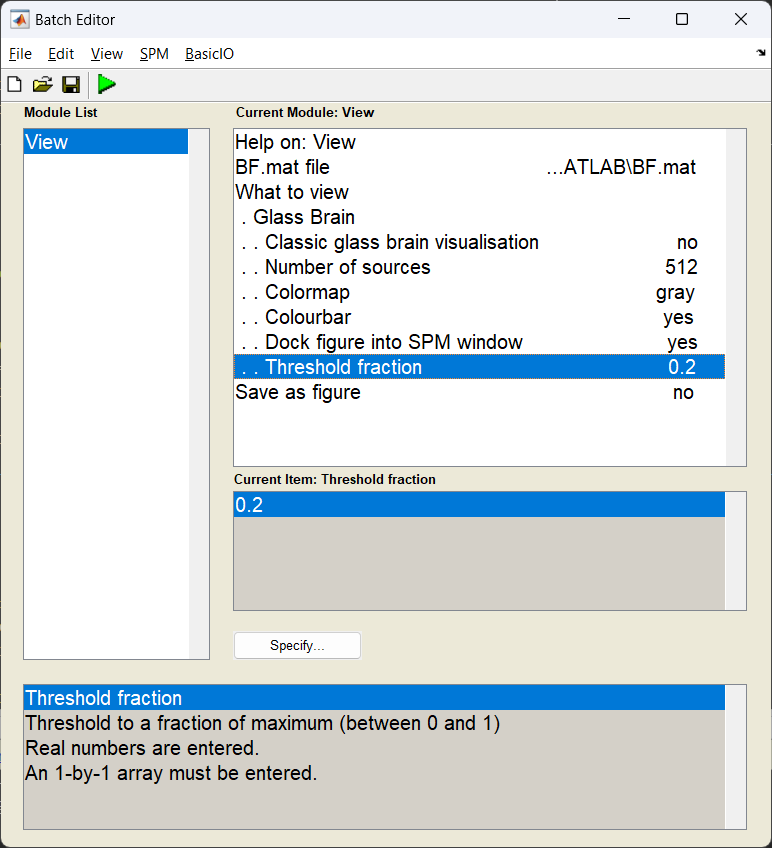 Batch Editor
File Edit View SPM BasicIO
Module List
View
Current Module: View
Help on: View
BF.mat file ...ATLAB\BF.mat
What to view
. Glass Brain
. . Classic glass brain visualisation no
. . Number of sources 512
. . Colormap gray
. . Colourbar yes
. . Dock figure into SPM window yes
. . Threshold fraction 0.2
Save as figure no
Current Item: Threshold fraction
0.2
Specify...
Threshold fraction
Threshold to a fraction of maximum (between 0 and 1)
Real numbers are entered.
An 1-by-1 array must be entered.